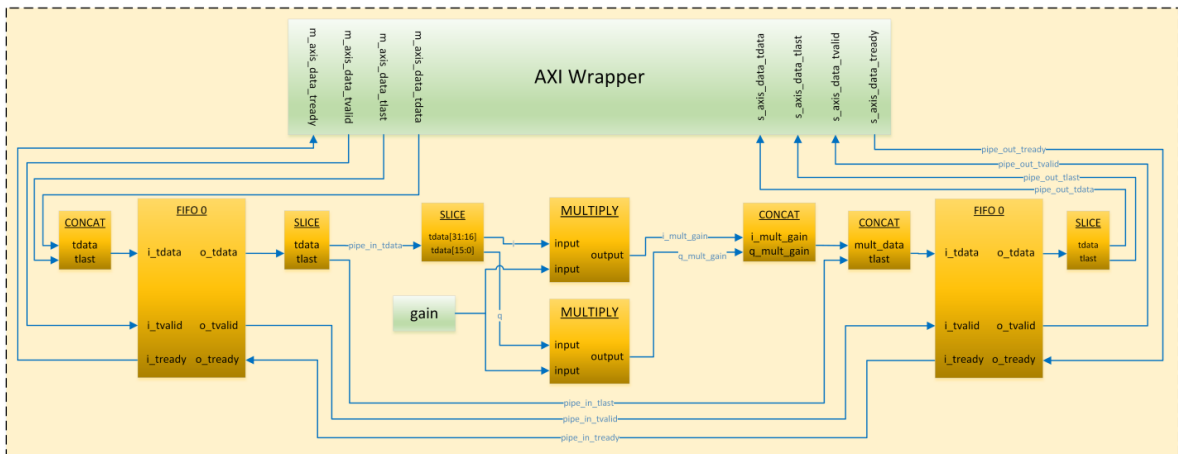 m_axis_data_tready
m_axis_data_tvalid
m_axis_data_tlast
m_axis_data_tdata
AXI Wrapper
s_axis_data_tdata
s_axis_data_tlast
s_axis_data_tvalid
s_axis_data_tready
pipe_out_tready
pipe_out_tvalid
pipe_out_tlast
pipe_out_tdata
CONCAT
tdata
tlast
FIFO 0
i_tdata
o_tdata
i_tvalid
o_tvalid
i_tready
o_tready
SLICE
tdata
tlast
pipe_in_tdata
SLICE
tdata[31:16]
tdata[15:0]
i
q
gain
MULTIPLY
input
output
input
MULTIPLY
input
output
input
i_mult_gain
q_mult_gain
CONCAT
i_mult_gain
q_mult_gain
CONCAT
mult_data
tlast
FIFO 0
i_tdata
o_tdata
i_tvalid
o_tvalid
i_tready
o_tready
SLICE
tdata
tlast
pipe_in_tlast
pipe_in_tvalid
pipe_in_tready